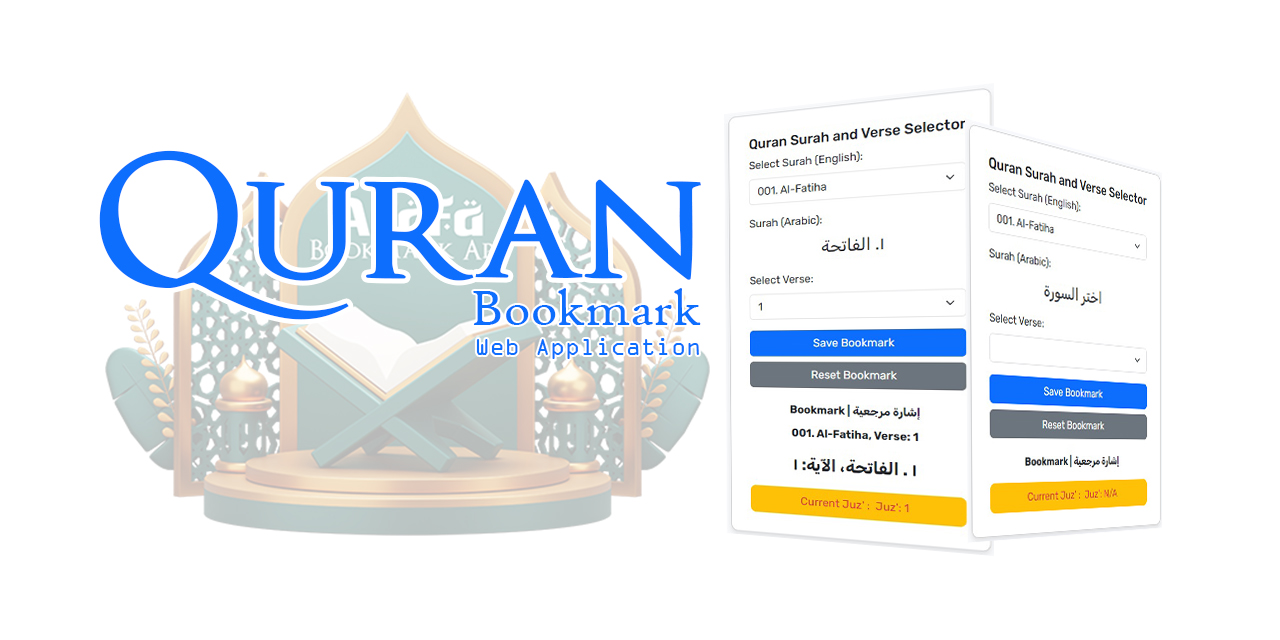 QURAN
Bookmark
Web Application
Quran Surah and Verse Selector
Select Surah (English):
001. Al-Fatiha
Surah (Arabic):
١. الفاتحة
Select Verse:
1
Save Bookmark
Reset Bookmark
Bookmark | إشارة مرجعية
001. Al-Fatiha, Verse: 1
١ . الفاتحة، الآية: ١
Current Juz' : Juz': 1
Quran Surah and Verse Selector
Select Surah (English):
001. Al-Fatiha
Surah (Arabic):
اختر السورة
Select Verse:
Save Bookmark
Reset Bookmark
Bookmark | إشارة مرجعية
Current Juz' : Juz': N/A